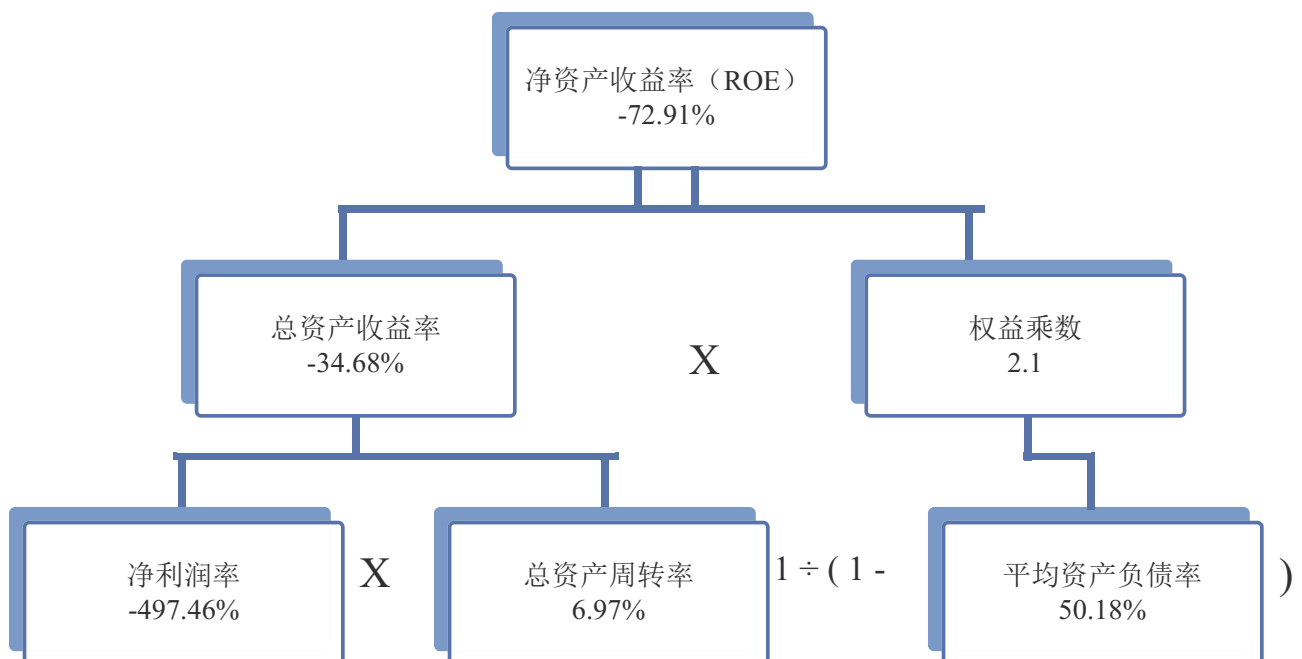 净资产收益率（ROE）
-72.91%
总资产收益率
-34.68%
X
权益乘数
2.1
净利润率
-497.46%
X
总资产周转率
6.97%
1 ÷ ( 1 -
平均资产负债率
50.18%
)